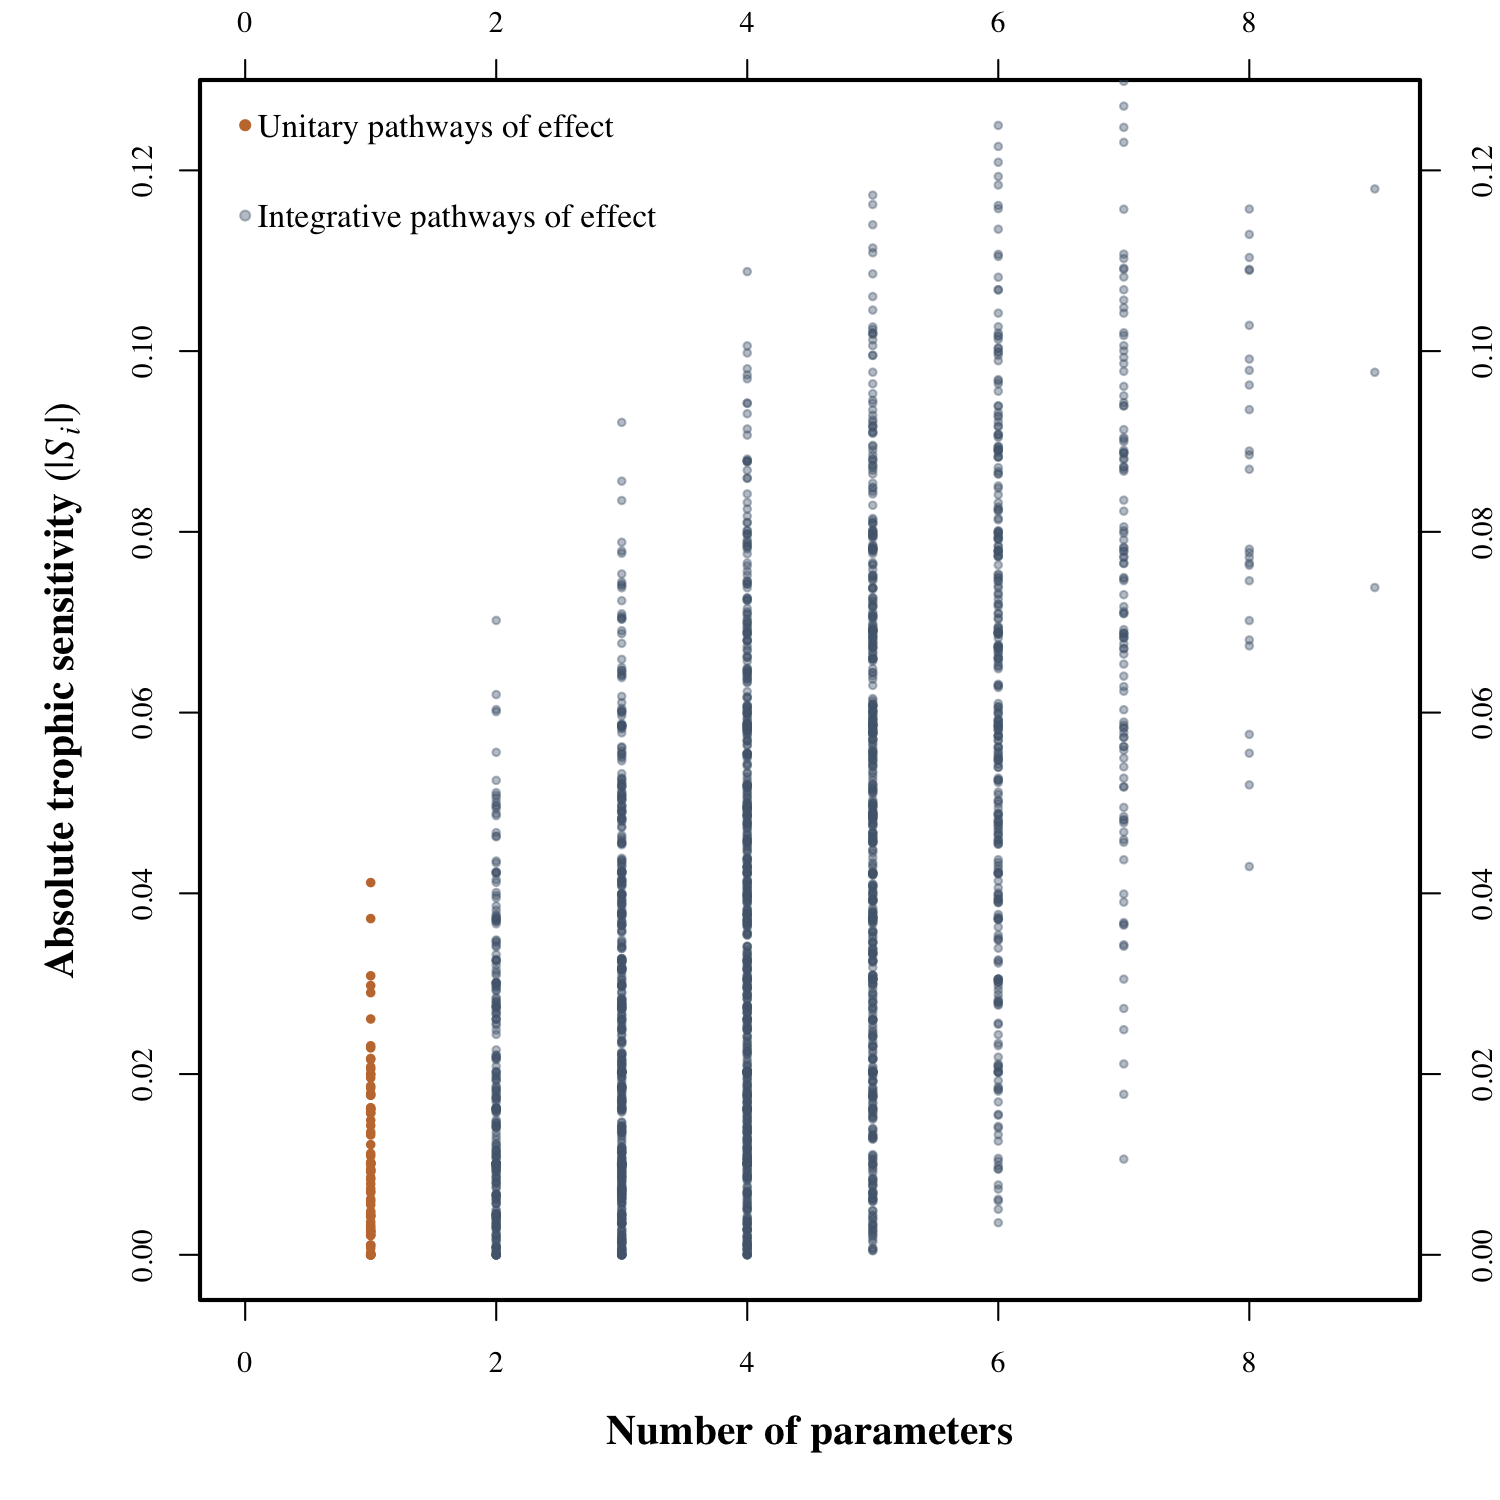 0 2 4 6 8
Unitary pathways of effect
Integrative pathways of effect
0.12 0.12
0.10 0.10
0.08 0.08
0.06 0.06
0.04 0.04
0.02 0.02
0.00 0.00
Absolute trophic sensitivity (|Si|)
0 2 4 6 8
Number of parameters